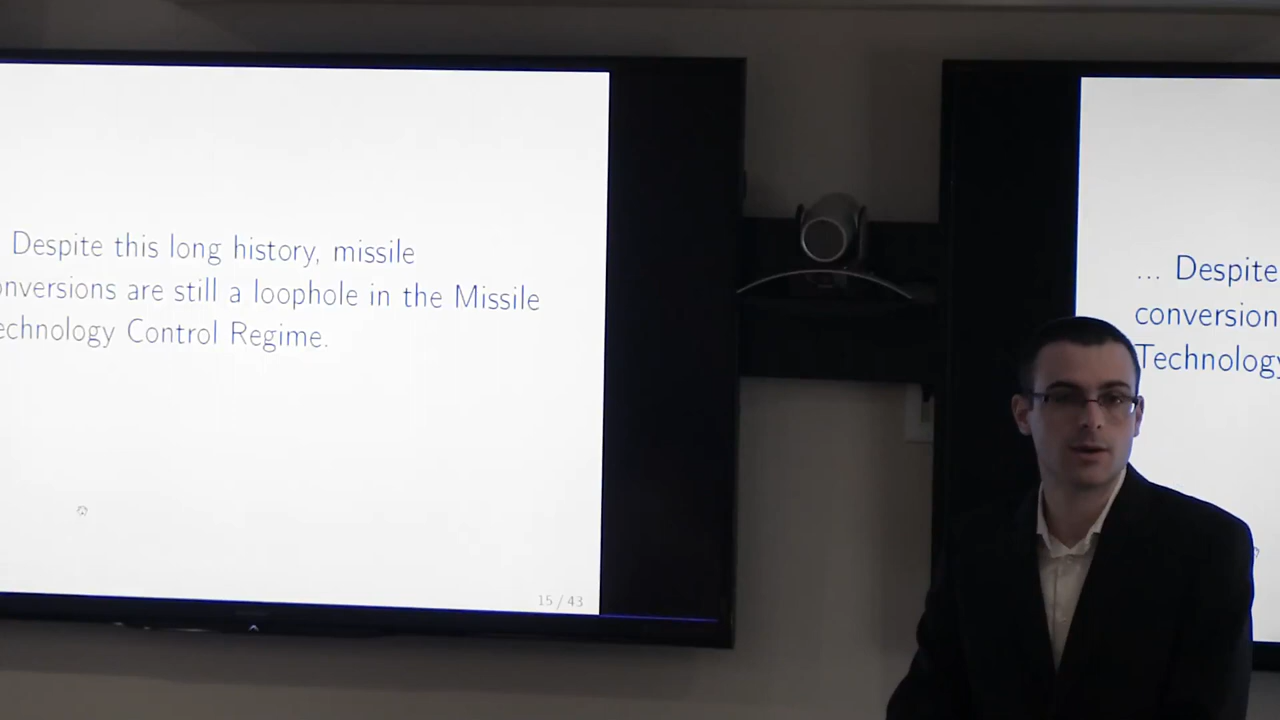 Despite this long history, missile
onversions are still a loophole in the Missile
echnology Control Regime.
15 / 43
... Despite
conversion
Technology